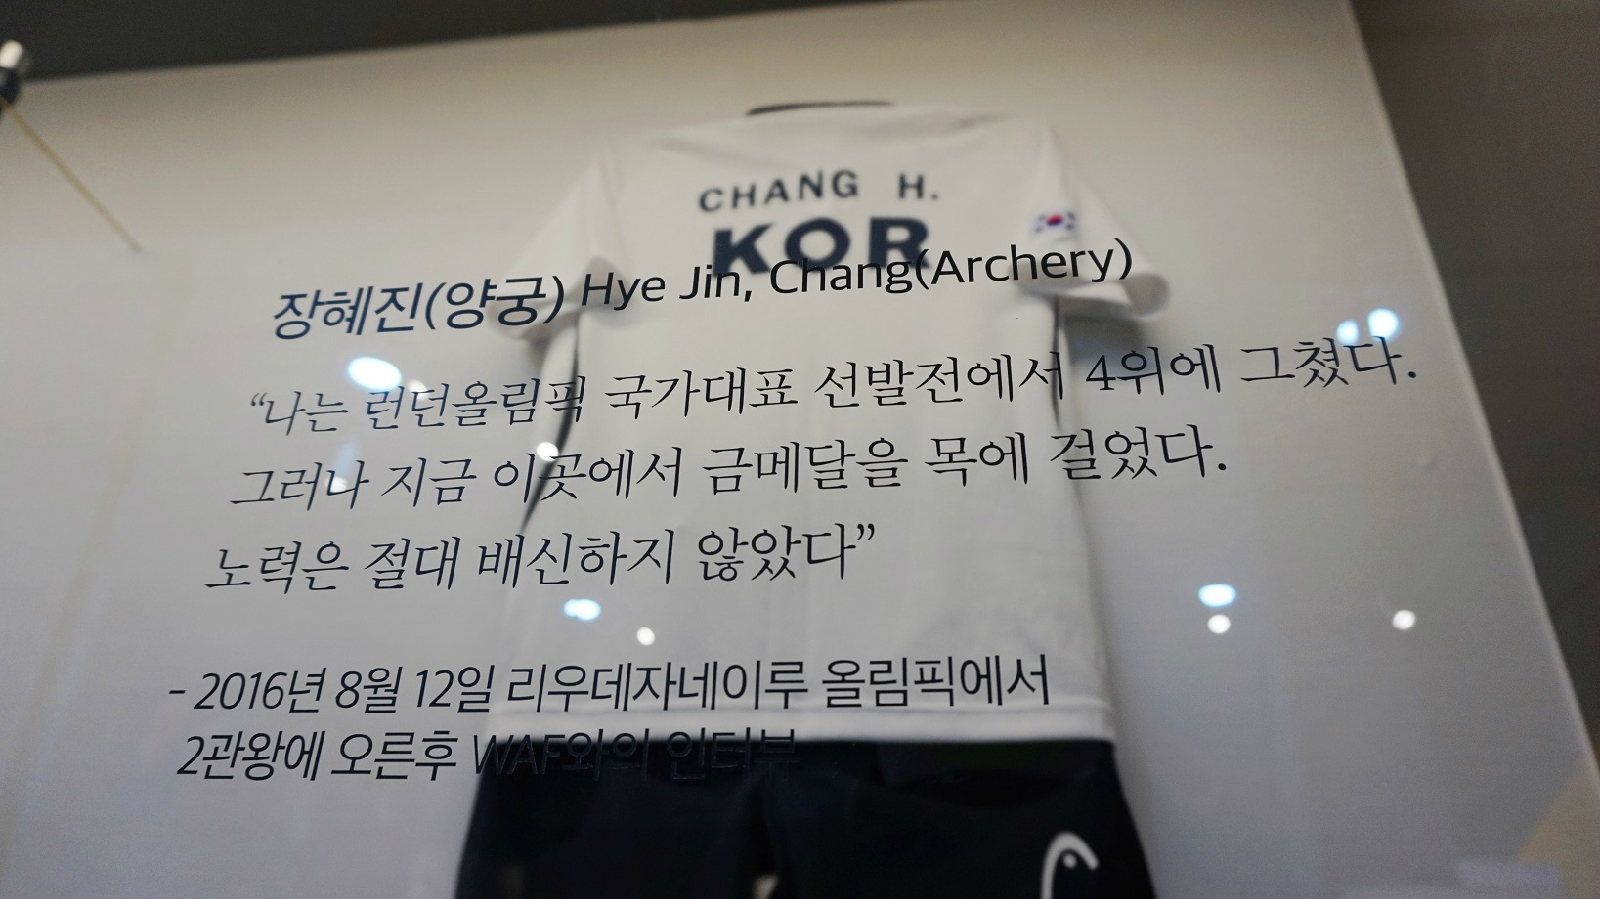 CHANG H.
KOR
장혜진(양궁) Hye Jin, Chang(Archery)
“나는 런던올림픽 국가대표 선발전에서 4위에 그쳤다.
그러나 지금 이곳에서 금메달을 목에 걸었다.
노력은 절대 배신하지 않았다”
- 2016년 8월 12일 리우데자네이루 올림픽에서
2관왕에 오른후 WAF와의 인터뷰